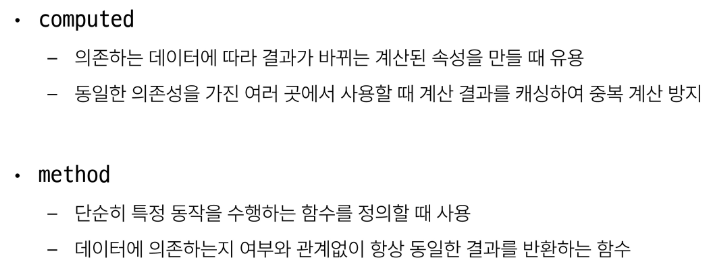 • computed
– 의존하는 데이터에 따라 결과가 바뀌는 계산된 속성을 만들 때 유용
– 동일한 의존성을 가진 여러 곳에서 사용할 때 계산 결과를 캐싱하여 중복 계산 방지
• method
– 단순히 특정 동작을 수행하는 함수를 정의할 때 사용
– 데이터에 의존하는지 여부와 관계없이 항상 동일한 결과를 반환하는 함수